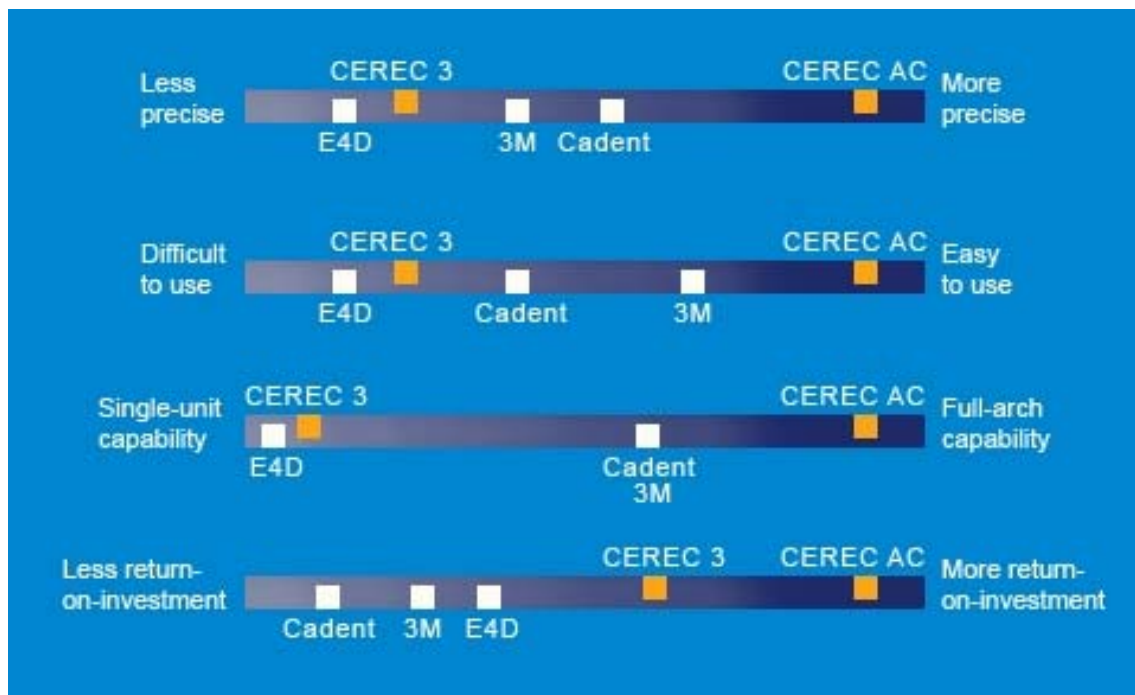 CEREC 3 CEREC AC
Less More
precise precise
E4D 3M Cadent
CEREC 3 CEREC AC
Difficult Easy
to use to use
E4D Cadent 3M
CEREC 3 CEREC AC
Single-unit Full-arch
capability capability
E4D Cadent
3M
CEREC 3 CEREC AC
Less return- More return-
on-investment on-investment
Cadent 3M E4D